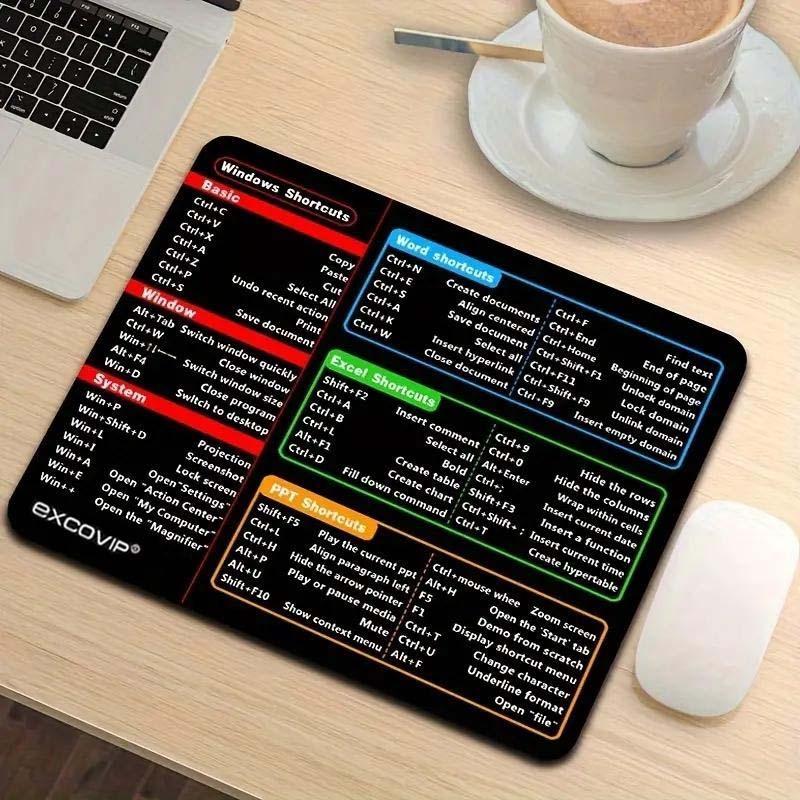 Windows Shortcuts
Basic
Ctrl+C Copy
Ctrl+V Paste
Ctrl+X Cut
Ctrl+A Select All
Ctrl+Z Undo recent action
Ctrl+P Print
Ctrl+S Save document
Window
Alt+Tab Switch window quickly
Ctrl+W Close window
Win+↑↓←→ Switch window size
Alt+F4 Close program
Win+D Switch to desktop
System
Win+P Projection
Win+Shift+D Screenshot
Win+L Lock screen
Win+I Open"Settings"
Win+A Open "Action Center"
Win+E Open "My Computer"
Win++ Open the "Magnifier"
excovip®
Word shortcuts
Ctrl+N Create documents
Ctrl+E Align centered
Ctrl+S Save document
Ctrl+A Select all
Ctrl+K Insert hyperlink
Ctrl+W Close document
Ctrl+F Find text
Ctrl+End End of page
Ctrl+Home Beginning of page
Ctrl+Shift+F1 Unlock domain
Ctrl+F11 Lock domain
Ctrl+Shift+F9 Unlink domain
Ctrl+F9 Insert empty domain
Excel Shortcuts
Shift+F2 Insert comment
Ctrl+A Select all
Ctrl+B Bold
Ctrl+L Create table
Alt+F1 Create chart
Ctrl+D Fill down command
Ctrl+9 Hide the rows
Ctrl+0 Hide the columns
Alt+Enter Wrap within cells
Ctrl+; Insert current date
Shift+F3 Insert a function
Ctrl+Shift+: Insert current time
Ctrl+T Create hypertable
PPT Shortcuts
Shift+F5 Play the current ppt
Ctrl+L Align paragraph left
Ctrl+H Hide the arrow pointer
Alt+P Play or pause media
Alt+U Mute
Shift+F10 Show context menu
Ctrl+mouse whee Zoom screen
Alt+H Open the 'Start' tab
F5 Demo from scratch
F1 Display shortcut menu
Ctrl+T Change character
Ctrl+U Underline format
Alt+F Open "file"